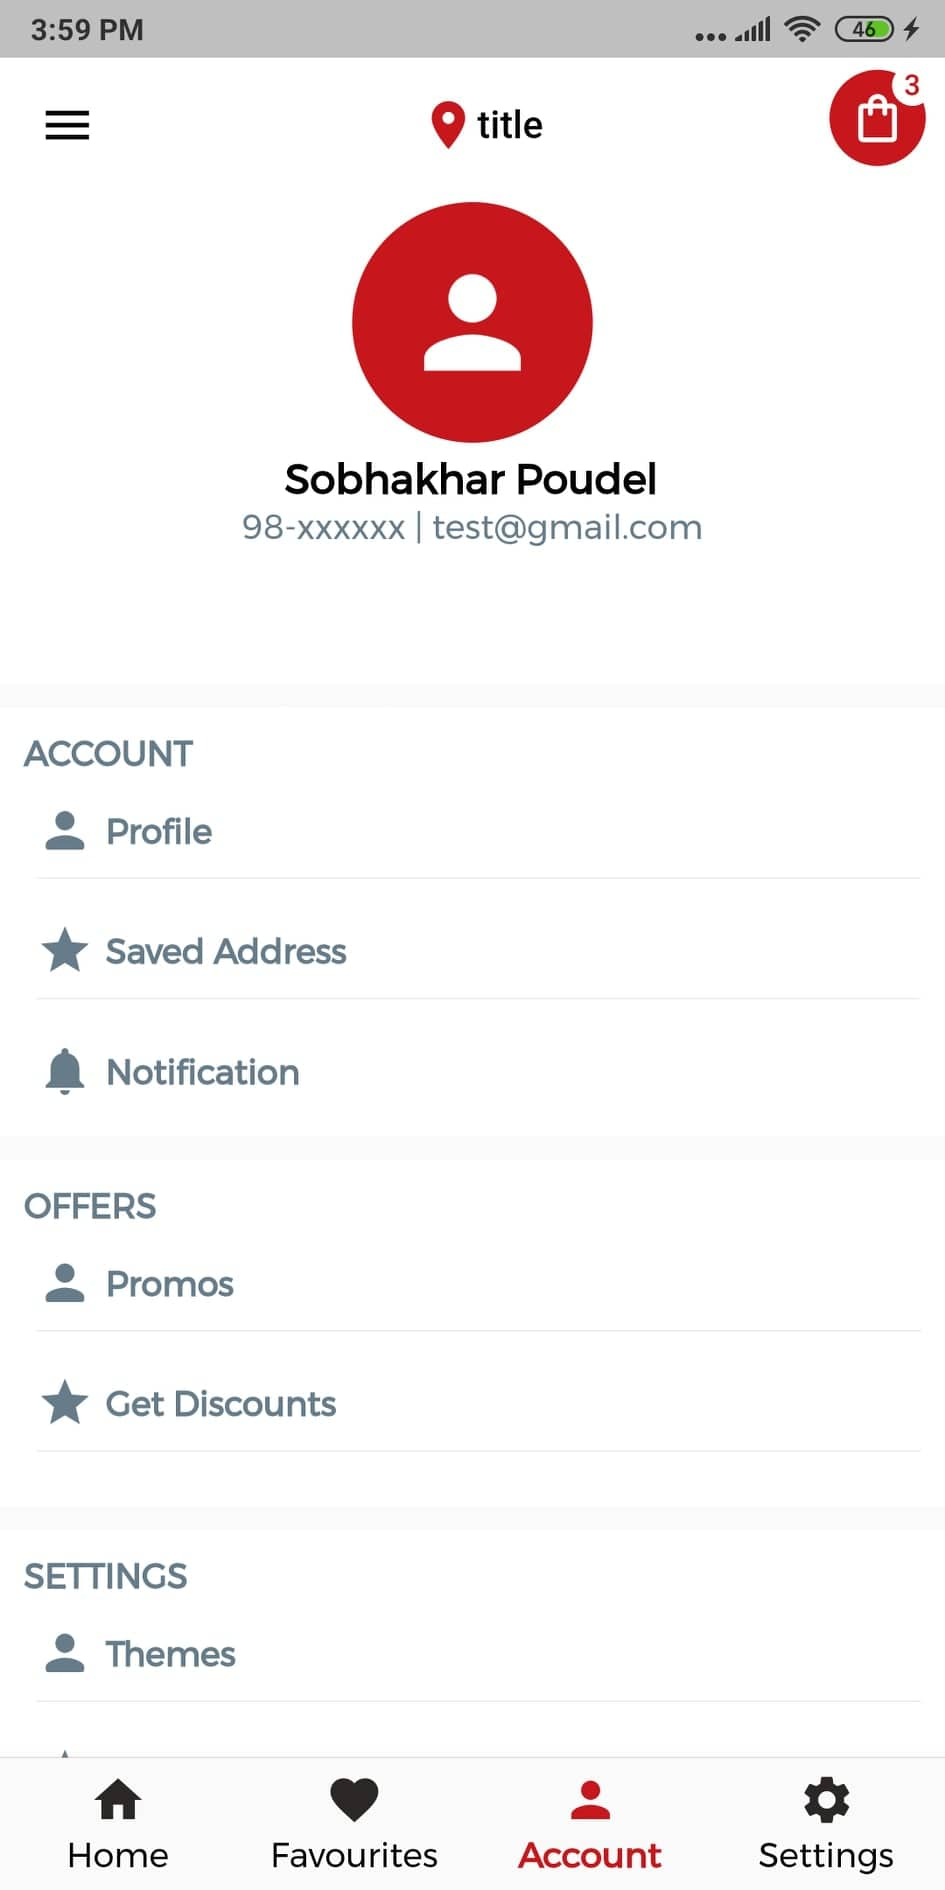 3:59 PM
46
3
title
Sobhakhar Poudel
98-xxxxxx | test@gmail.com
ACCOUNT
Profile
Saved Address
Notification
OFFERS
Promos
Get Discounts
SETTINGS
Themes
Home
Favourites
Account
Settings